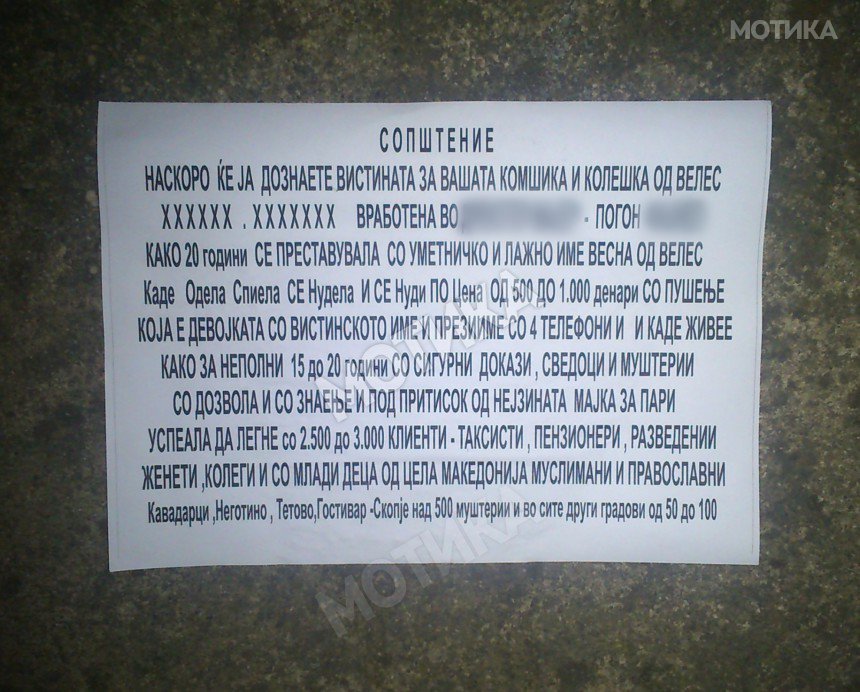 МОТИКА
СОПШТЕНИЕ
НАСКОРО ЌЕ ЈА ДОЗНАЕТЕ ВИСТИНАТА ЗА ВАШАТА КОМШИКА И КОЛЕШКА ОД ВЕЛЕС
XXXXXX . XXXXXXX ВРАБОТЕНА ВО - ПОГОН
КАКО 20 години СЕ ПРЕСТАВУВАЛА СО УМЕТНИЧКО И ЛАЖНО ИМЕ ВЕСНА ОД ВЕЛЕС
Каде Одела Спиела СЕ Нудела И СЕ Нуди ПО Цена ОД 500 ДО 1.000 денари СО ПУШЕЊЕ
КОЈА Е ДЕВОЈКАТА СО ВИСТИНСКОТО ИМЕ И ПРЕЗИМЕ СО 4 ТЕЛЕФОНИ И И КАДЕ ЖИВЕЕ
КАКО ЗА НЕПОЛНИ 15 до 20 години СО СИГУРНИ ДОКАЗИ , СВЕДОЦИ И МУШТЕРИИ
СО ДОЗВОЛА И СО ЗНАЕЊЕ И ПОД ПРИТИСОК ОД НЕЈЗИНАТА МАЈКА ЗА ПАРИ
УСПЕАЛА ДА ЛЕГНЕ со 2.500 до 3.000 КЛИЕНТИ - ТАКСИСТИ , ПЕНЗИОНЕРИ , РАЗВЕДЕНИИ
ЖЕНЕТИ ,КОЛЕГИ И СО МЛАДИ ДЕЦА ОД ЦЕЛА МАКЕДОНИЈА МУСЛИМАНИ И ПРАВОСЛАВНИ
Кавадарци ,Неготино , Тетово,Гостивар -Скопје над 500 муштерии и во сите други градови од 50 до 100
МОТИКА
МОТИКА